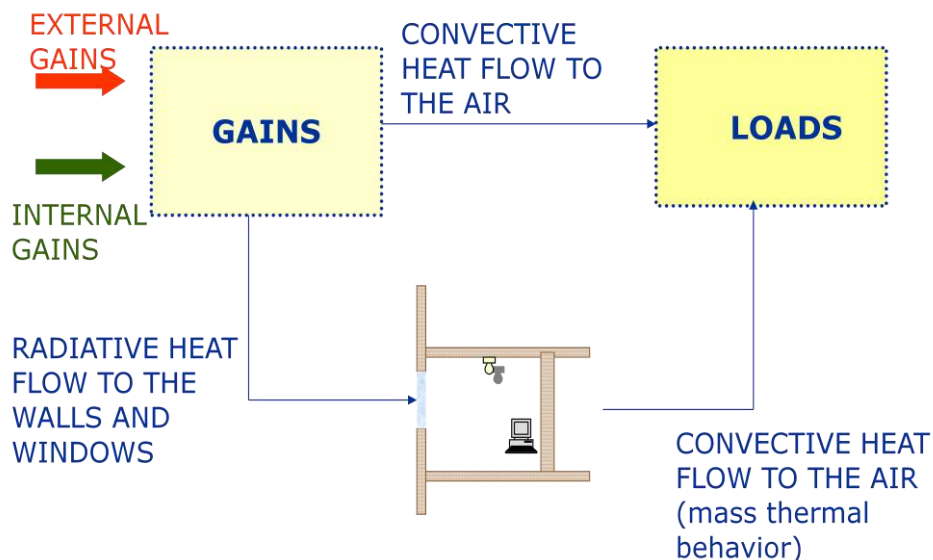 EXTERNAL
GAINS
INTERNAL
GAINS
GAINS
CONVECTIVE
HEAT FLOW TO
THE AIR
LOADS
RADIATIVE HEAT
FLOW TO THE
WALLS AND
WINDOWS
CONVECTIVE HEAT
FLOW TO THE AIR
(mass thermal
behavior)